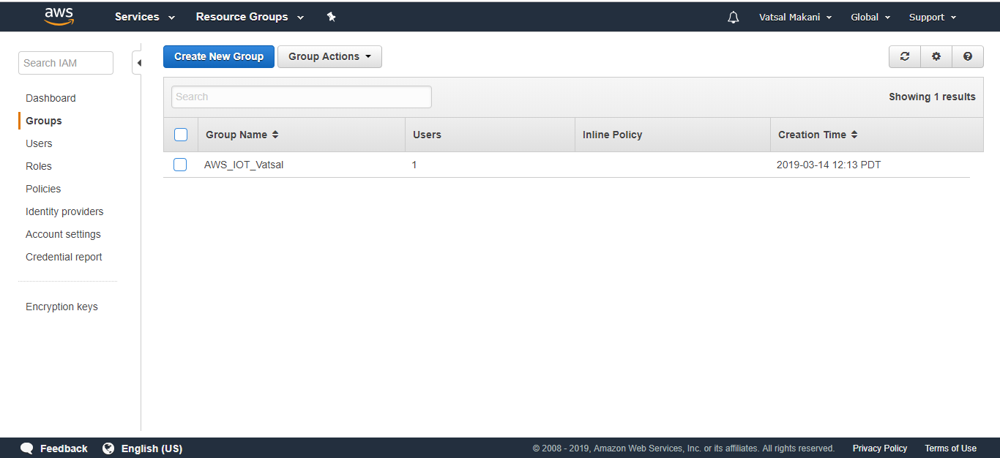 aws Services Resource Groups Vatsal Makani Global Support
Search IAM
Dashboard
Groups
Users
Roles
Policies
Identity providers
Account settings
Credential report
Encryption keys
Create New Group Group Actions
Search Showing 1 results
Group Name Users Inline Policy Creation Time
AWS_IOT_Vatsal 1 2019-03-14 12:13 PDT
Feedback English (US) © 2008 - 2019, Amazon Web Services, Inc. or its affiliates. All rights reserved. Privacy Policy Terms of Use